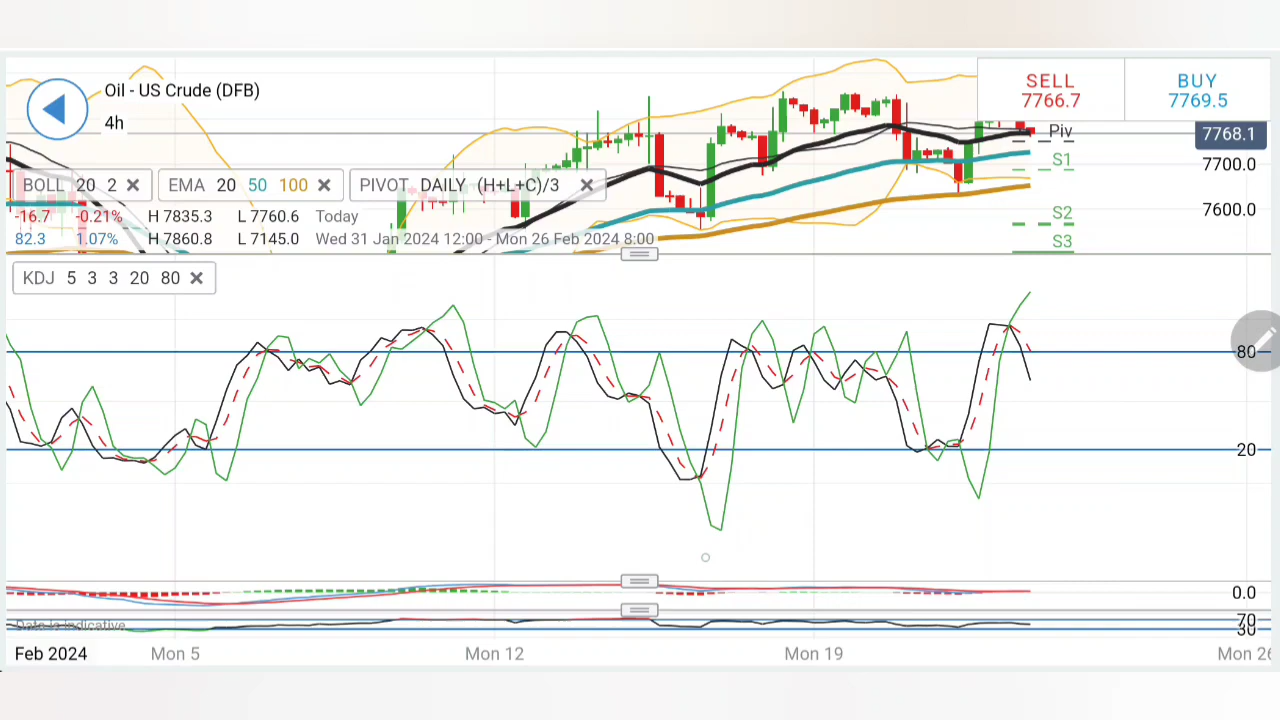 Oil - US Crude (DFB)
4h
SELL
7766.7
BUY
7769.5
Piv
7768.1
S1
7700.0
BOLL 20 2
EMA 20 50 100
PIVOT DAILY (H+L+C)/3
S2
7600.0
-16.7 -0.21% H 7835.3 L 7760.6 Today
82.3 1.07% H 7860.8 L 7145.0 Wed 31 Jan 2024 12:00 - Mon 26 Feb 2024 8:00
S3
KDJ 5 3 3 20 80
80
20
0.0
70
30
Data is indicative
Feb 2024 Mon 5 Mon 12 Mon 19 Mon 26